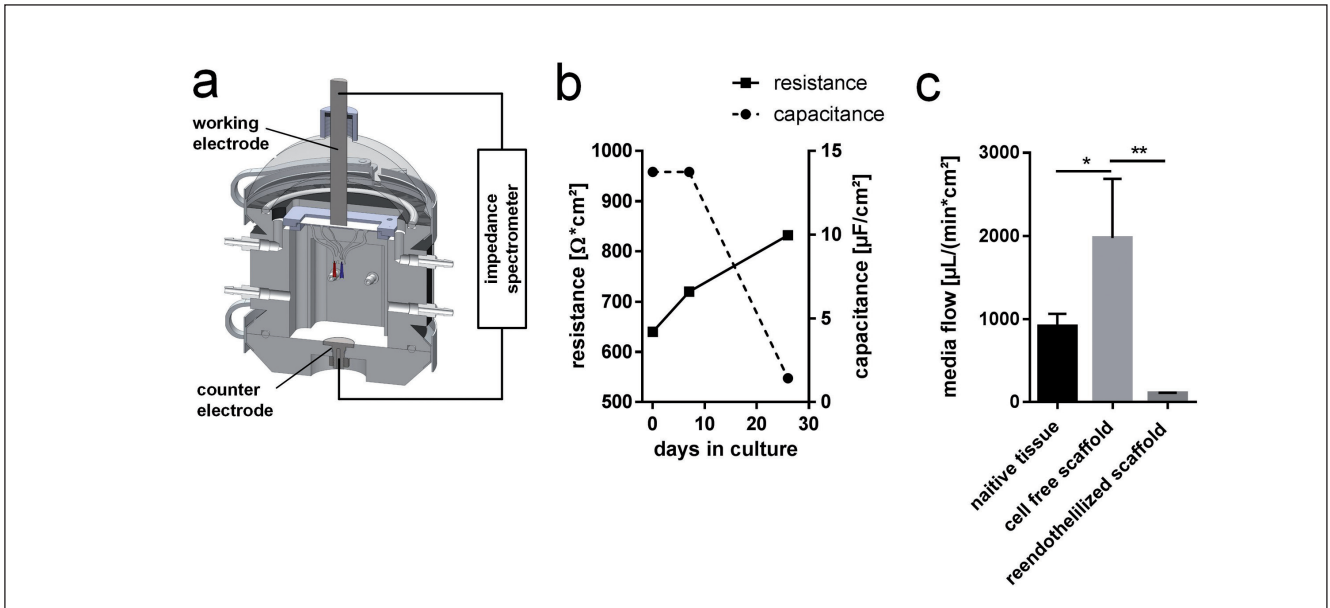 a
working
electrode
impedance
spectrometer
counter
electrode
b
resistance
capacitance
resistance [Ω*cm²]
1000
900
800
700
600
500
capacitance [µF/cm²]
15
10
5
0
0 10 20 30
days in culture
c
* **
media flow [µL/(min*cm²]
3000
2000
1000
0
naitive tissue
cell free scaffold
reendothelilized scaffold